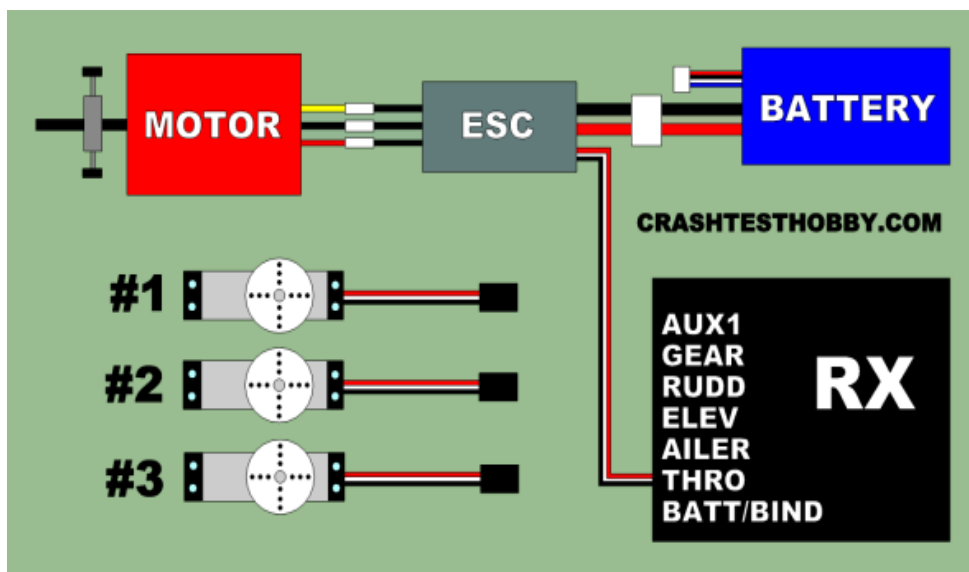 MOTOR
ESC
BATTERY
CRASHTESTHOBBY.COM
#1
#2
#3
AUX1
GEAR
RUDD
ELEV
AILER
THRO
BATT/BIND
RX